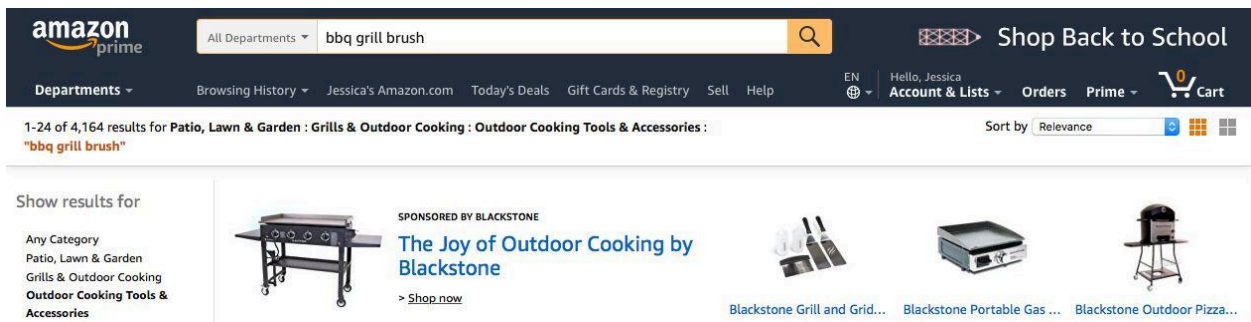 amazon
prime
All Departments
bbq grill brush
Shop Back to School
Departments
Browsing History
Jessica's Amazon.com
Today's Deals
Gift Cards & Registry
Sell
Help
EN
Hello, Jessica
Account & Lists
Orders
Prime
0
Cart
1-24 of 4,164 results for Patio, Lawn & Garden : Grills & Outdoor Cooking : Outdoor Cooking Tools & Accessories :
"bbq grill brush"
Sort by
Relevance
Show results for
Any Category
Patio, Lawn & Garden
Grills & Outdoor Cooking
Outdoor Cooking Tools &
Accessories
SPONSORED BY BLACKSTONE
The Joy of Outdoor Cooking by
Blackstone
> Shop now
Blackstone Grill and Grid...
Blackstone Portable Gas ...
Blackstone Outdoor Pizza...